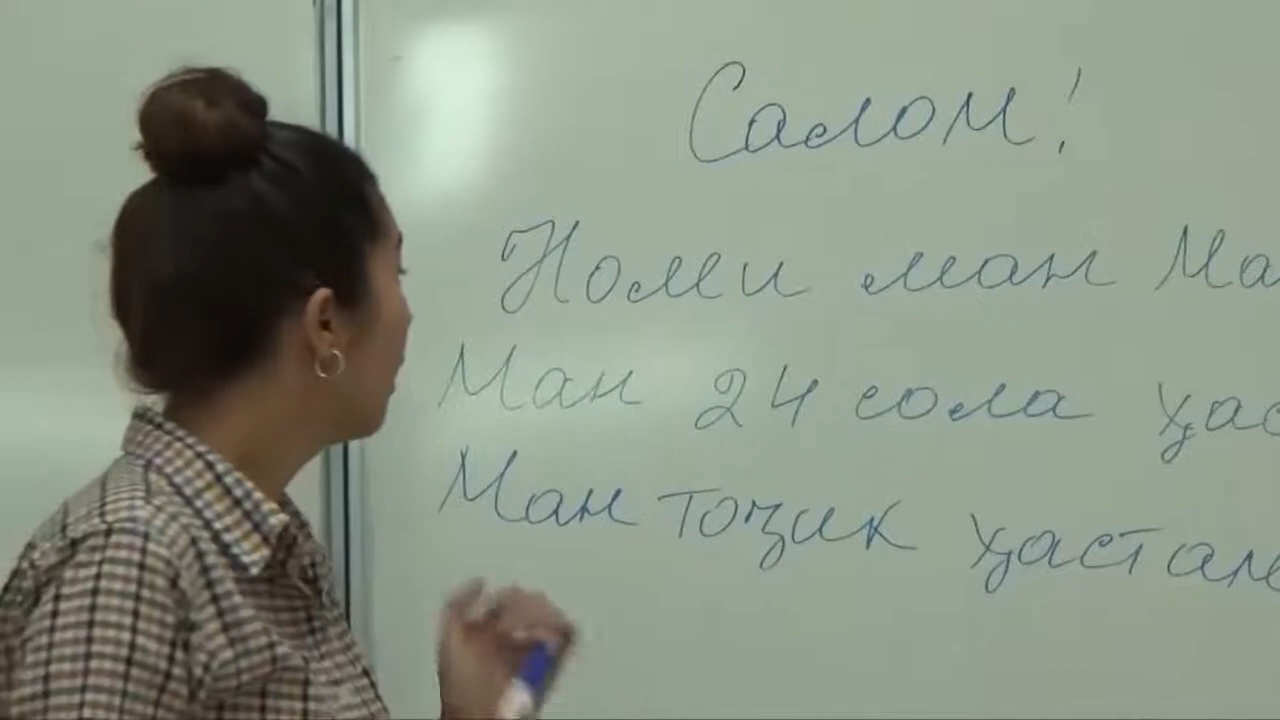 Салом!
Номи ман Ма
Ман 24 сола ҳас
Ман тоҷик ҳастам